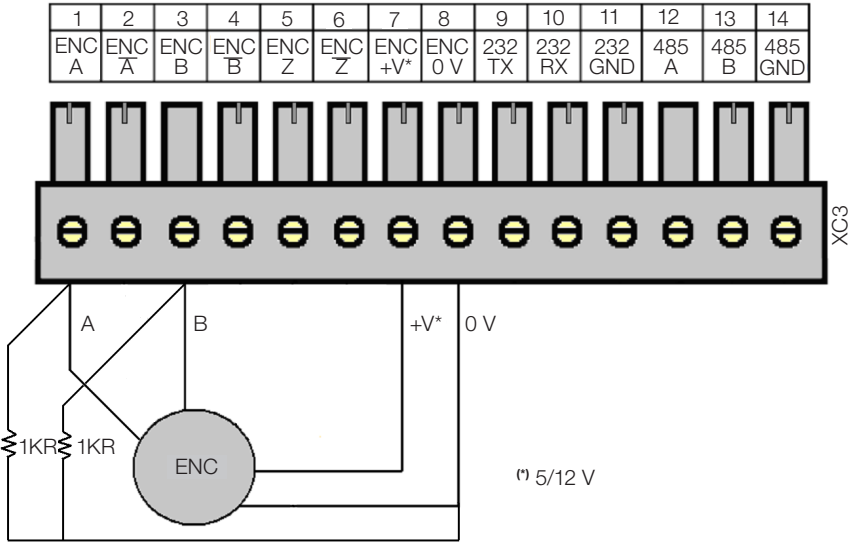 1 2 3 4 5 6 7 8 9 10 11 12 13 14
ENC ENC ENC ENC ENC ENC ENC ENC 232 232 232 485 485 485
A A̅ B B̅ Z Z̅ +V* 0 V TX RX GND A B GND
XC3
A B +V* 0 V
1KR 1KR ENC
(*) 5/12 V